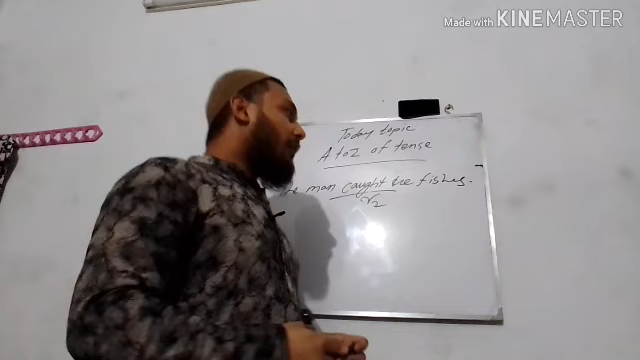 Made with KINEMASTER
Today topic
A to Z of tense
man caught the fishes.
V2